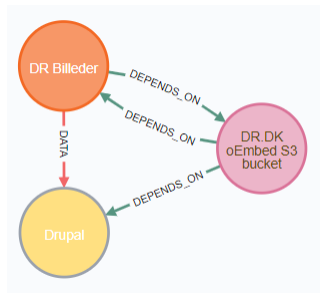 DR Billeder
DEPENDS_ON
DEPENDS_ON
DR.DK
oEmbed S3
bucket
DATA
DEPENDS_ON
Drupal